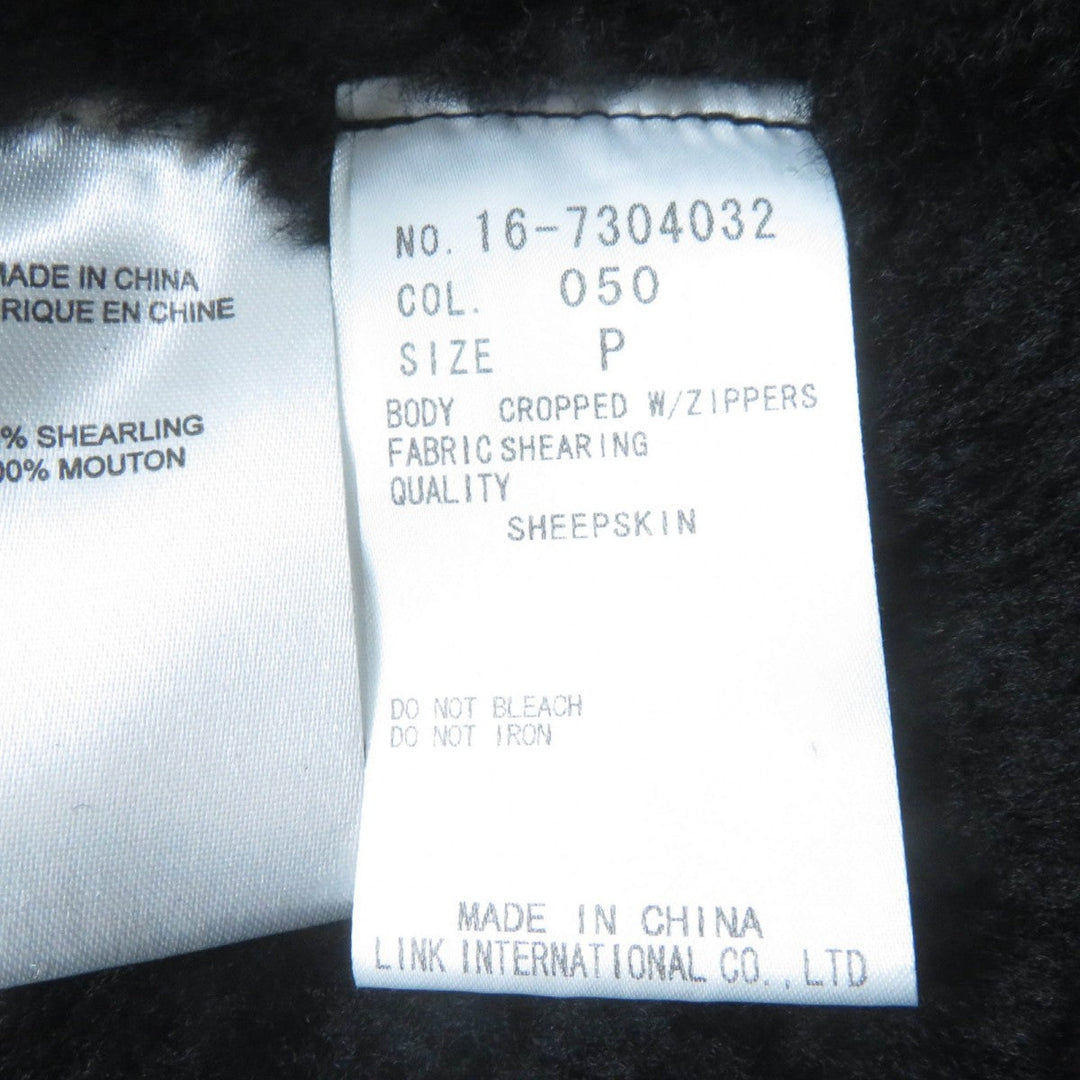 MADE IN CHINA
RIQUE EN CHINE
% SHEARLING
00% MOUTON
NO. 16-7304032
COL. 050
SIZE P
BODY CROPPED W/ZIPPERS
FABRIC SHEARING
QUALITY
SHEEPSKIN
DO NOT BLEACH
DO NOT IRON
MADE IN CHINA
LINK INTERNATIONAL CO.,LTD